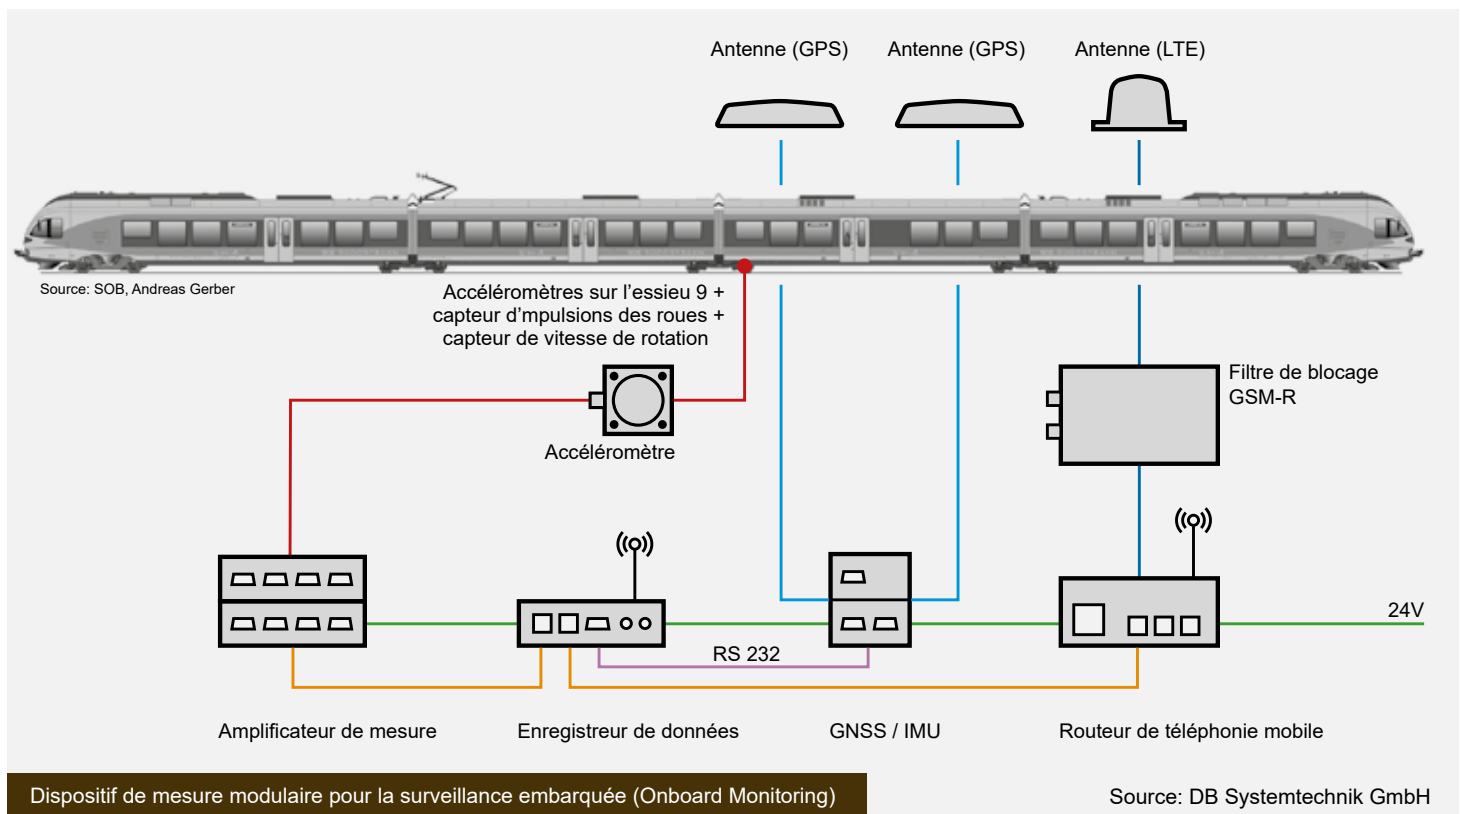 Antenne (GPS)
Antenne (GPS)
Antenne (LTE)
Source: SOB, Andreas Gerber
Accéléromètres sur l'essieu 9 +
capteur d'mpulsions des roues +
capteur de vitesse de rotation
Filtre de blocage
GSM-R
Accéléromètre
24V
RS 232
Amplificateur de mesure
Enregistreur de données
GNSS / IMU
Routeur de téléphonie mobile
Dispositif de mesure modulaire pour la surveillance embarquée (Onboard Monitoring)
Source: DB Systemtechnik GmbH